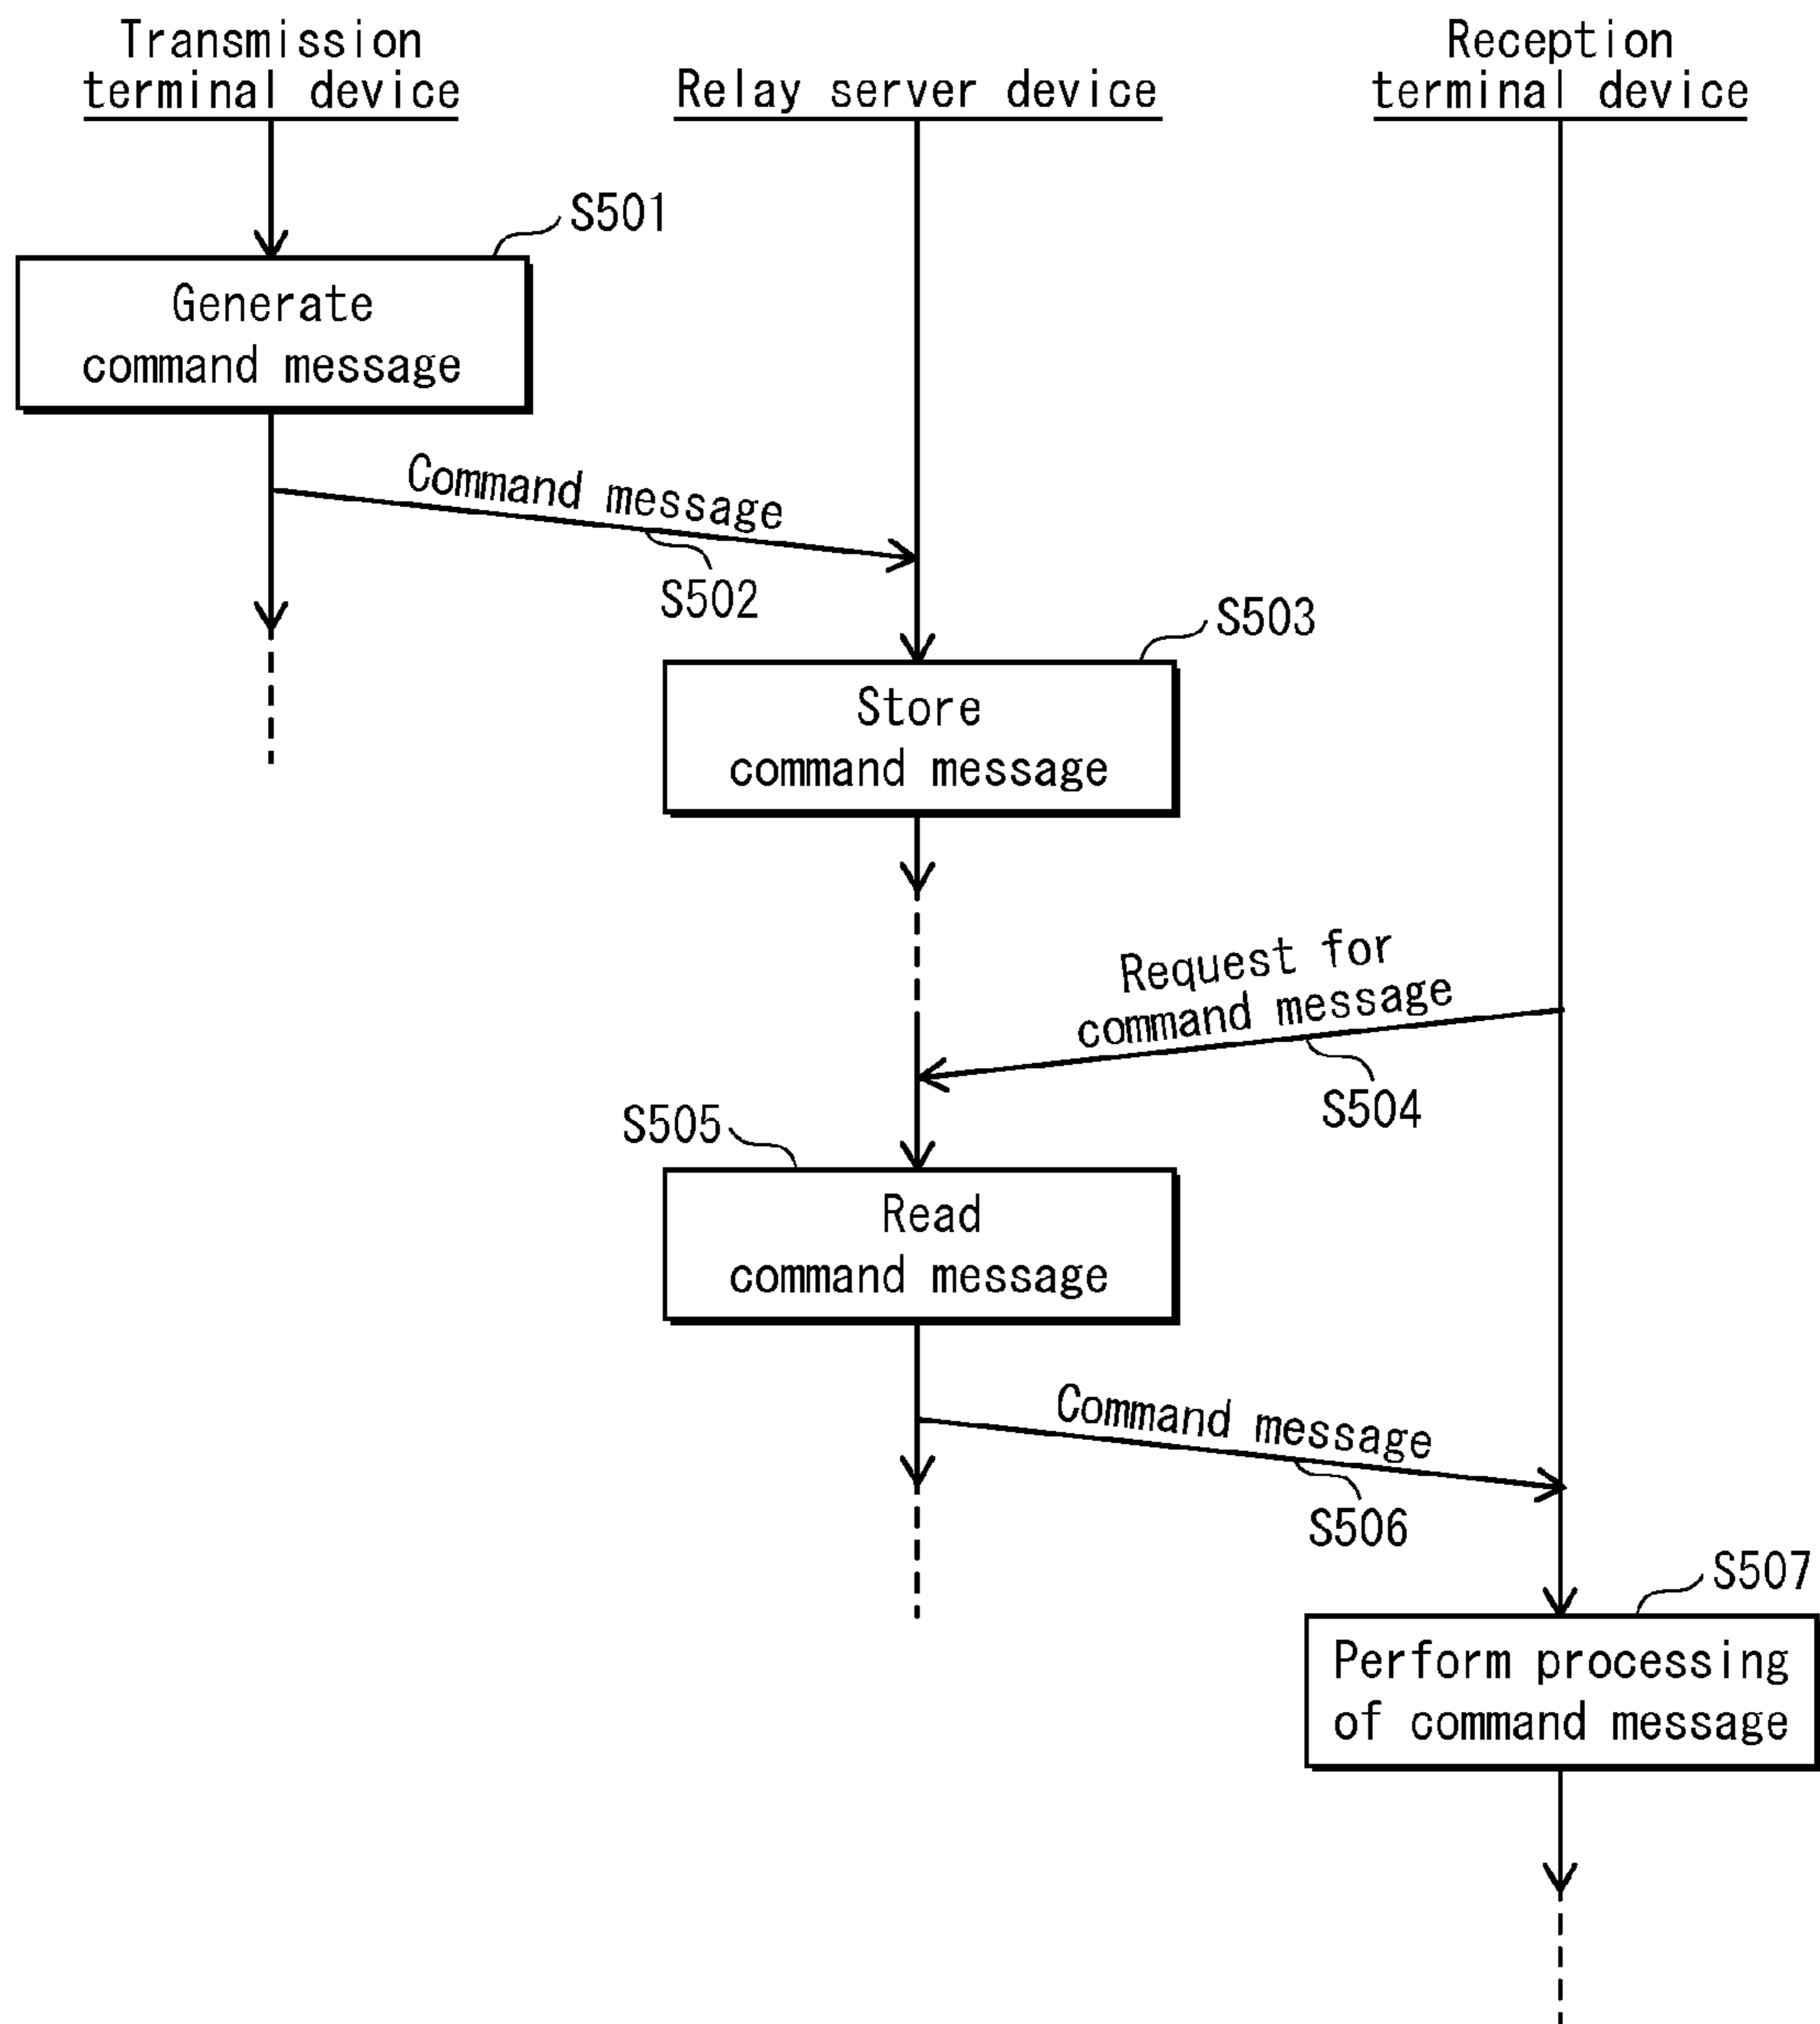 Transmission
terminal device
Relay server device
Reception
terminal device
S501
Generate
command message
Command message
S502
S503
Store
command message
Request for
command message
S504
S505
Read
command message
Command message
S506
S507
Perform processing
of command message